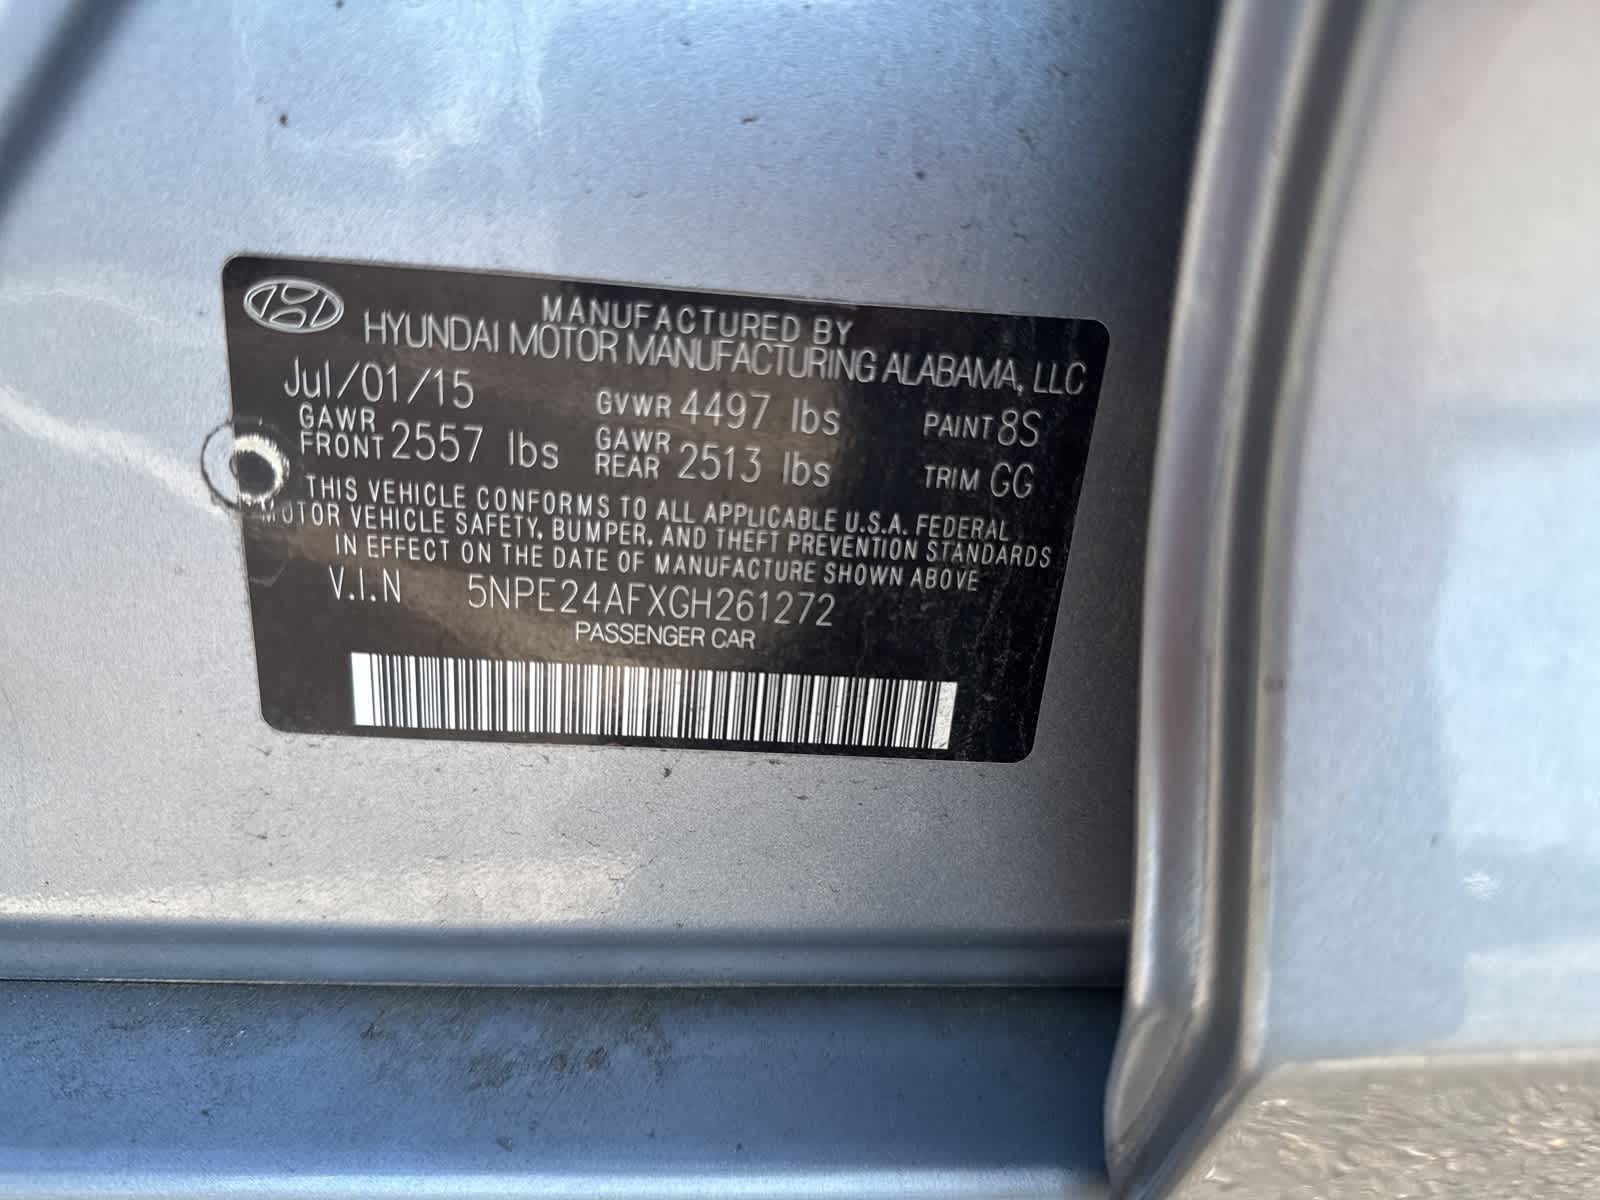 MANUFACTURED BY
HYUNDAI MOTOR MANUFACTURING ALABAMA, LLC
Jul/01/15 GVWR 4497 lbs PAINT 8S
GAWR FRONT 2557 lbs GAWR REAR 2513 lbs TRIM GG
THIS VEHICLE CONFORMS TO ALL APPLICABLE U.S.A. FEDERAL
MOTOR VEHICLE SAFETY, BUMPER, AND THEFT PREVENTION STANDARDS
IN EFFECT ON THE DATE OF MANUFACTURE SHOWN ABOVE
V.I.N 5NPE24AFXGH261272
PASSENGER CAR